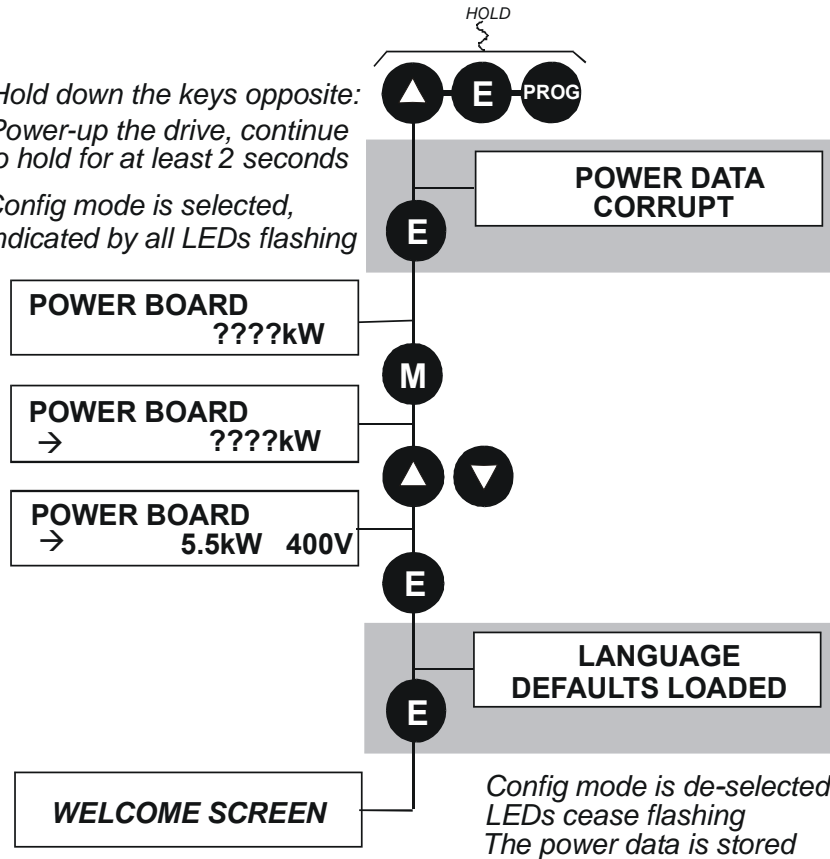 HOLD
Hold down the keys opposite:
Power-up the drive, continue
to hold for at least 2 seconds
Config mode is selected,
indicated by all LEDs flashing
E PROG
POWER DATA
CORRUPT
E
POWER BOARD
????kW
M
POWER BOARD
→ ????kW
POWER BOARD
→ 5.5kW 400V
E
LANGUAGE
DEFAULTS LOADED
E
WELCOME SCREEN
Config mode is de-selected
LEDs cease flashing
The power data is stored